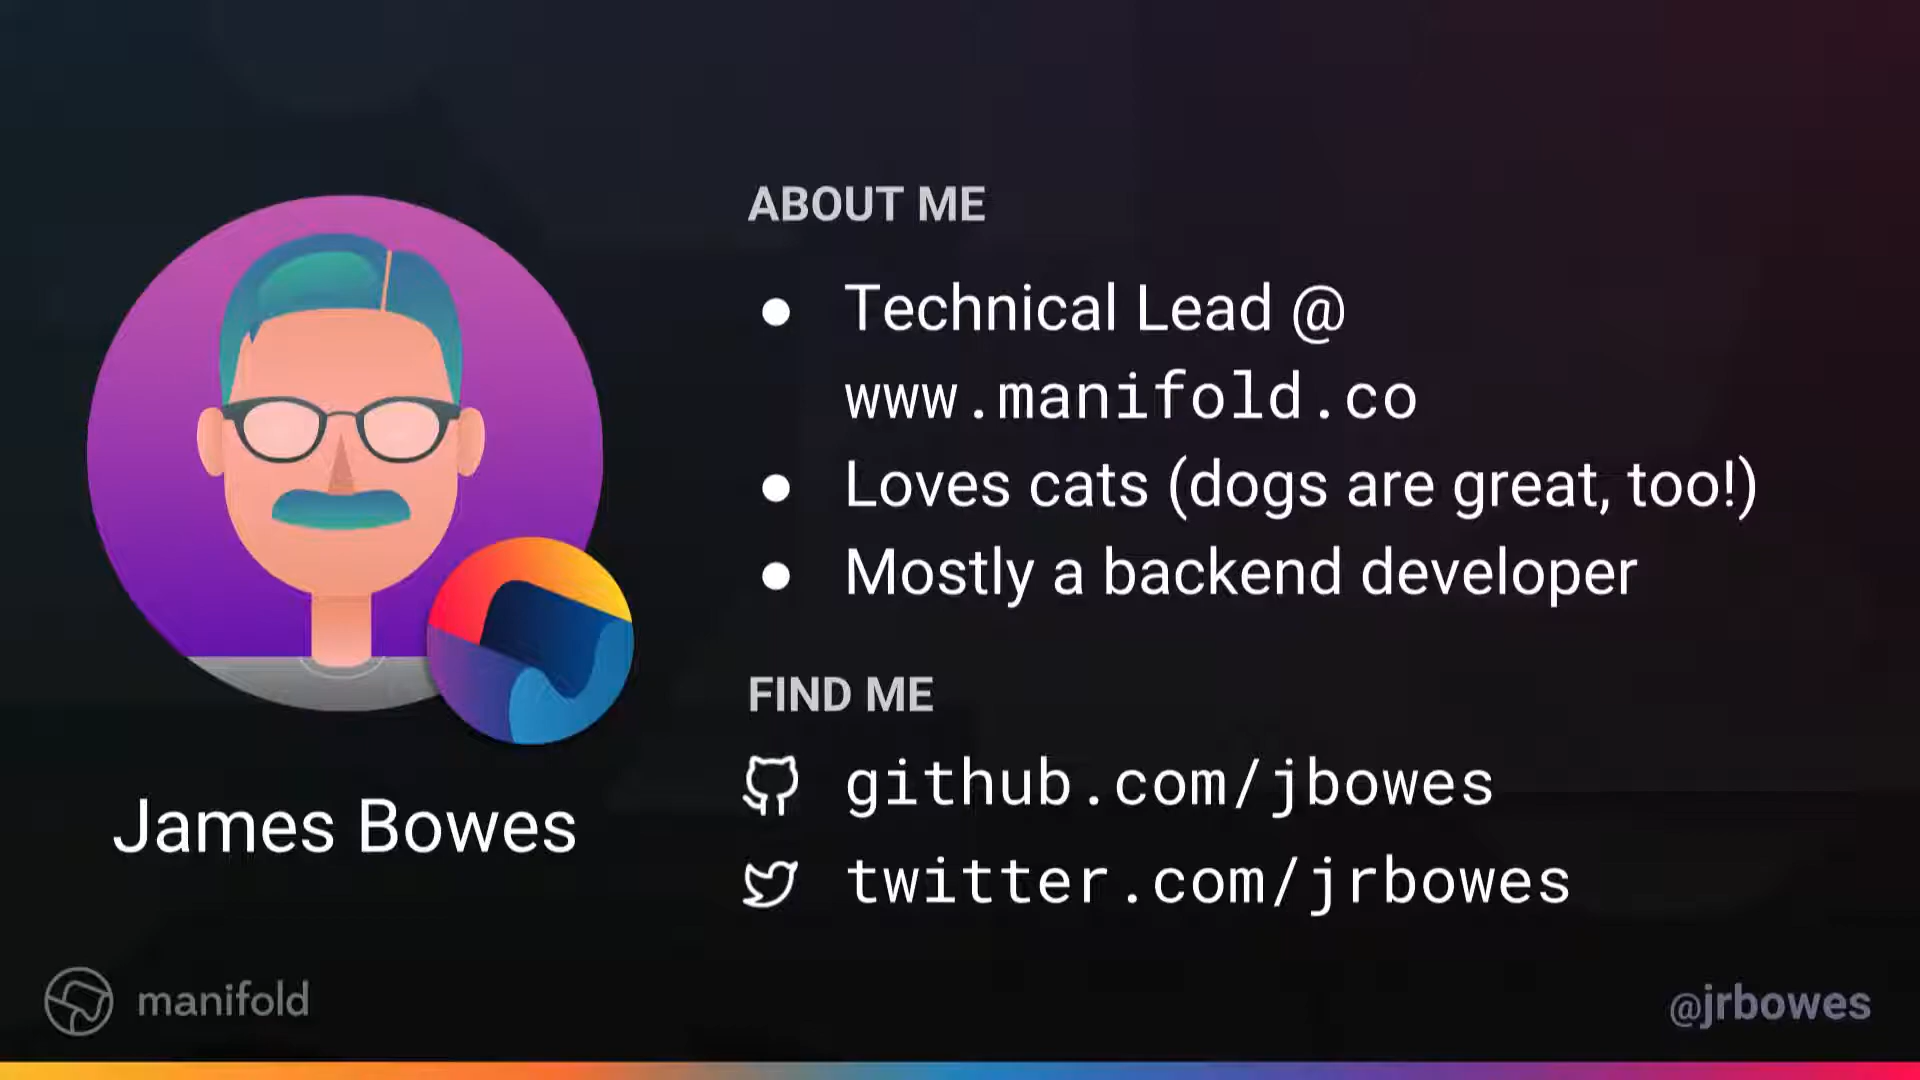 ABOUT ME
● Technical Lead @
www.manifold.co
● Loves cats (dogs are great, too!)
● Mostly a backend developer
FIND ME
github.com/jbowes
twitter.com/jrbowes
James Bowes
manifold
@jrbowes